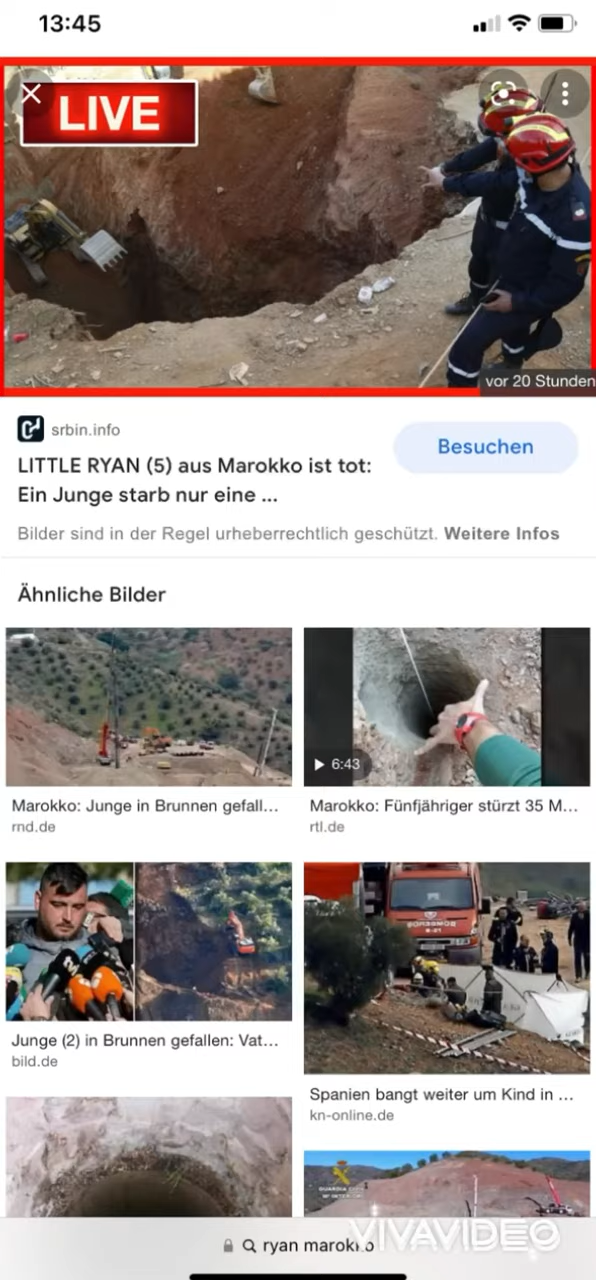 13:45
LIVE
vor 20 Stunden
srbin.info
LITTLE RYAN (5) aus Marokko ist tot:
Ein Junge starb nur eine ...
Besuchen
Bilder sind in der Regel urheberrechtlich geschützt. Weitere Infos
Ähnliche Bilder
6:43
Marokko: Junge in Brunnen gefall...
rnd.de
Marokko: Fünfjähriger stürzt 35 M...
rtl.de
BOMBEROS
Junge (2) in Brunnen gefallen: Vat...
bild.de
Spanien bangt weiter um Kind in ...
kn-online.de
GUARDIA CIVIL
ryan marokko
VIVAVIDEO